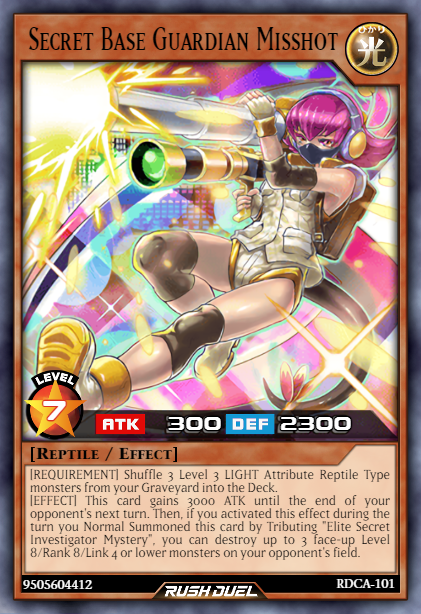 SECRET BASE GUARDIAN MISSHOT
ひかり
光
LEVEL
7
ATK 300 DEF 2300
[REPTILE / EFFECT]
[REQUIREMENT] Shuffle 3 Level 3 LIGHT Attribute Reptile Type
monsters from your Graveyard into the Deck.
[EFFECT] This card gains 3000 ATK until the end of your
opponent's next turn. Then, if you activated this effect during the
turn you Normal Summoned this card by Tributing "Elite Secret
Investigator Mystery", you can destroy up to 3 face-up Level
8/Rank 8/Link 4 or lower monsters on your opponent's field.
9505604412
RUSH DUEL
RDCA-101